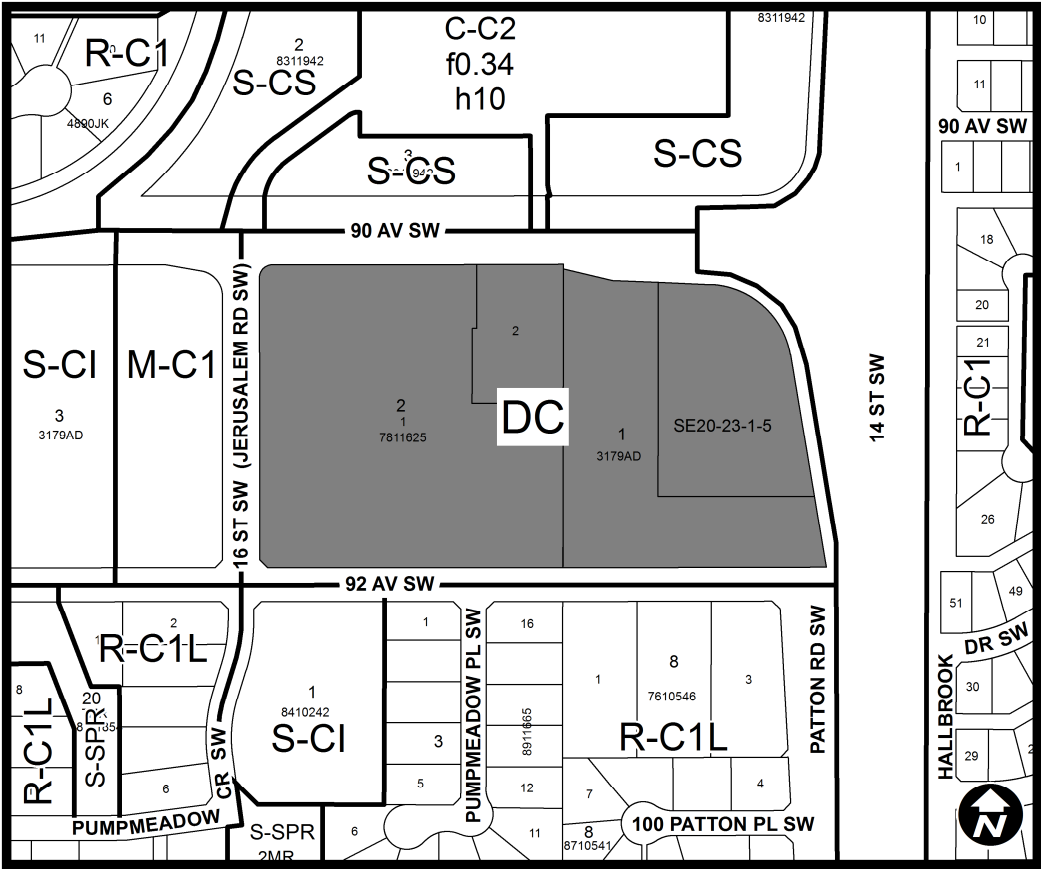 C-C2
f0.34
h10
8311942
10
11
R-C1
2
8311942
S-CS
6
4890JK
11
90 AV SW
3
S-CS
S-CS
1
90 AV SW
18
20
21
R-C1
26
S-CI
3
3179AD
M-C1
16 ST SW (JERUSALEM RD SW)
2
1
7811625
2
DC
1
3179AD
SE20-23-1-5
14 ST SW
92 AV SW
51
49
HALLBROOK
DR SW
30
29
2
2
R-C1L
8
R-C1L
20
S-SPR
6
PUMPMEADOW
CR SW
1
8410242
S-CI
S-SPR
2MR
1
3
5
6
PUMPMEADOW PL SW
16
8911665
12
11
1
8
7610546
3
R-C1L
7
4
8
8710541
100 PATTON PL SW
PATTON RD SW
N